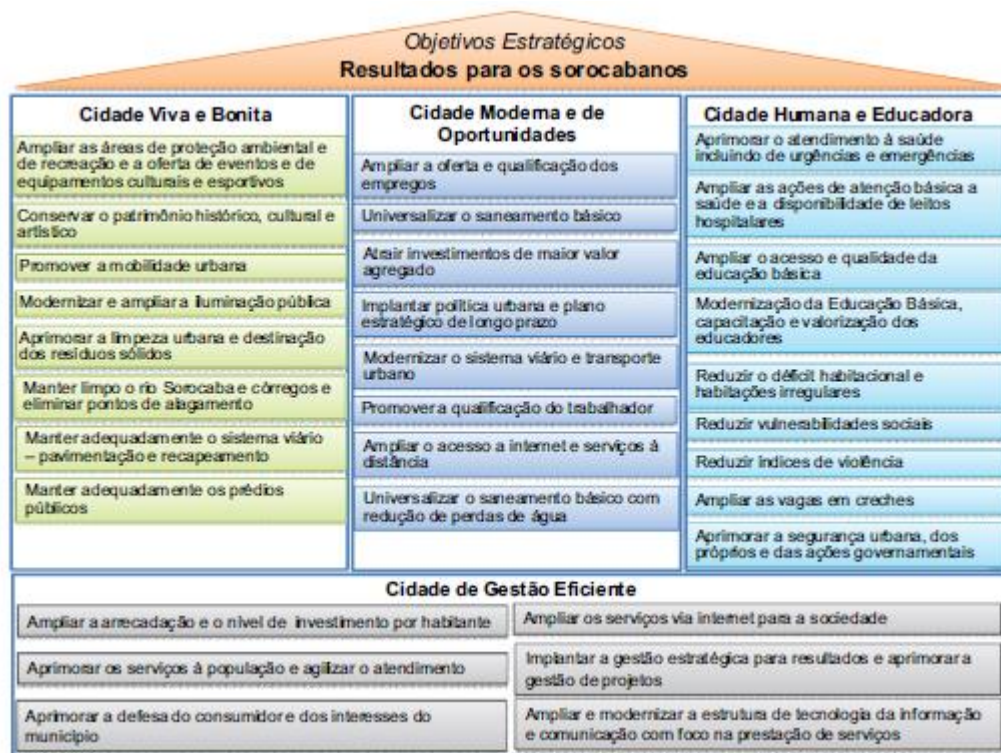 Objetivos Estratégicos
Resultados para os sorocabanos
Cidade Viva e Bonita
Ampliar as áreas de proteção ambiental e
de recreação e a oferta de eventos e de
equipamentos culturais e esportivos
Conservar o patrimônio histórico, cultural e
artístico
Promover a mobilidade urbana
Modernizar e ampliar a iluminação pública
Aprimorar a limpeza urbana e destinação
dos resíduos sólidos
Manter limpo o rio Sorocaba e córregos e
eliminar pontos de alagamento
Manter adequadamente o sistema viário
– pavimentação e recapeamento
Manter adequadamente os prédios
públicos
Cidade Moderna e de
Oportunidades
Ampliar a oferta e qualificação dos
empregos
Universalizar o saneamento básico
Atrair investimentos de maior valor
agregado
Implantar política urbana e plano
estratégico de longo prazo
Modernizar o sistema viário e transporte
urbano
Promover a qualificação do trabalhador
Ampliar o acesso a internet e serviços à
distância
Universalizar o saneamento básico com
redução de perdas de água
Cidade Humana e Educadora
Aprimorar o atendimento à saúde
incluindo de urgências e emergências
Ampliar as ações de atenção básica a
saúde e a disponibilidade de leitos
hospitalares
Ampliar o acesso e qualidade da
educação básica
Modernização da Educação Básica,
capacitação e valorização dos
educadores
Reduzir o déficit habitacional e
habitações irregulares
Reduzir vulnerabilidades sociais
Reduzir índices de violência
Ampliar as vagas em creches
Aprimorar a segurança urbana, dos
próprios e das ações governamentais
Cidade de Gestão Eficiente
Ampliar a arrecadação e o nível de investimento por habitante
Aprimorar os serviços à população e agilizar o atendimento
Aprimorar a defesa do consumidor e dos interesses do
município
Ampliar os serviços via internet para a sociedade
Implantar a gestão estratégica para resultados e aprimorar a
gestão de projetos
Ampliar e modernizar a estrutura de tecnologia da informação
e comunicação com foco na prestação de serviços